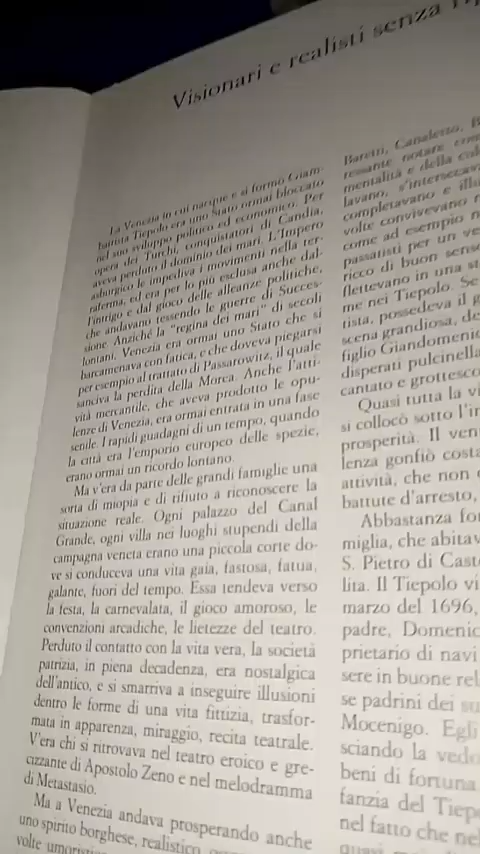 Visionari e realisti senza
La Venezia in cui nacque e si formò Giam-
battista Tiepolo era uno Stato ormai bloccato
nel suo sviluppo politico ed economico. Per
opera dei Turchi, conquistatori di Candia,
aveva perduto il dominio dei mari. L'Impero
asburgico le impediva i movimenti nella ter-
raferma, ed era per lo più esclusa anche dal-
l'intrigo e dal gioco delle alleanze politiche,
che andavano tessendo le guerre di Succes-
sione. Anziché la "regina dei mari" di secoli
lontani, Venezia era ormai uno Stato che si
barcamenava con fatica, e che doveva piegarsi
per esempio al trattato di Passarowitz, il quale
sanciva la perdita della Morea. Anche l'atti-
vità mercantile, che aveva prodotto le opu-
lenze di Venezia, era ormai entrata in una fase
senile. I rapidi guadagni di un tempo, quando
la città era l'emporio europeo delle spezie,
erano ormai un ricordo lontano.
Ma v'era da parte delle grandi famiglie una
sorta di miopia e di rifiuto a riconoscere la
situazione reale. Ogni palazzo del Canal
Grande, ogni villa nei luoghi stupendi della
campagna veneta erano una piccola corte do-
ve si conduceva una vita gaia, fastosa, fatua,
galante, fuori del tempo. Essa tendeva verso
la festa, la carnevalata, il gioco amoroso, le
convenzioni arcadiche, le lietezze del teatro.
Perduto il contatto con la vita vera, la società
patrizia, in piena decadenza, era nostalgica
dell'antico, e si smarriva a inseguire illusioni
dentro le forme di una vita fittizia, trasfor-
mata in apparenza, miraggio, recita teatrale.
V'era chi si ritrovava nel teatro eroico e gre-
cizzante di Apostolo Zeno e nel melodramma
di Metastasio.
Ma a Venezia andava prosperando anche
uno spirito borghese, realistico
volte
Baretti, Canaletto,
ressante notare
mentalità e della
lavano, s'intersecav
completavano e
volte convivevano
come ad esempio
passatisti per un
ricco di buon
flettevano in una
me nei Tiepolo. Se
rista, possedeva il
scena grandiosa,
figlio Giandomenic
disperati pulcinella
cantato e grottesco
Quasi tutta la
si collocò sotto
prosperità. Il
lenza gonfiò
attività, che non
battute d'arresto,
Abbastanza
miglia, che
S. Pietro di
lita. Il Tiepolo
marzo del 1696,
padre, Domenic
prietario di navi
sere in buone
se padrini dei
Mocenigo. Egli
sciando la
beni di fortuna
fanzia del
nel fatto che
quasi